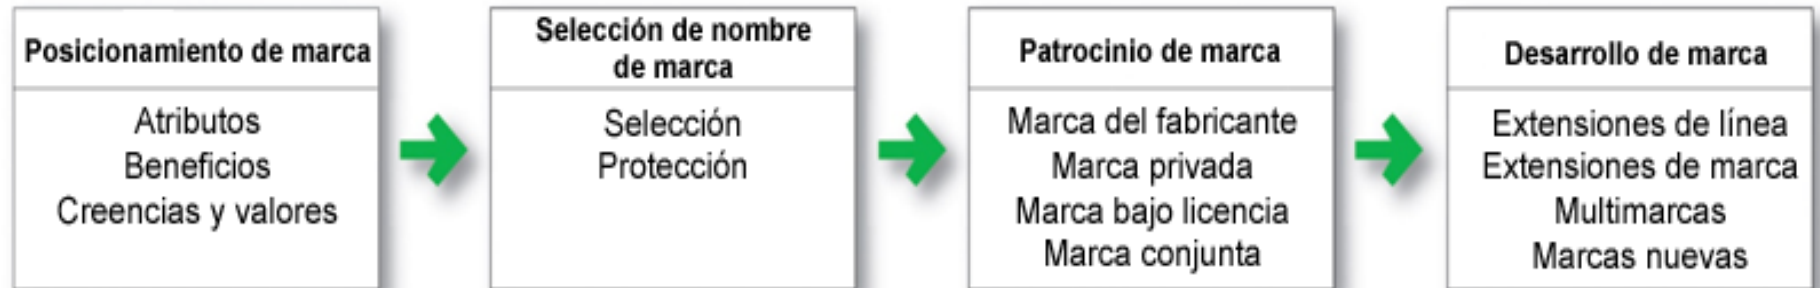 Posicionamiento de marca
Atributos
Beneficios
Creencias y valores
Selección de nombre
de marca
Selección
Protección
Patrocinio de marca
Marca del fabricante
Marca privada
Marca bajo licencia
Marca conjunta
Desarrollo de marca
Extensiones de línea
Extensiones de marca
Multimarcas
Marcas nuevas